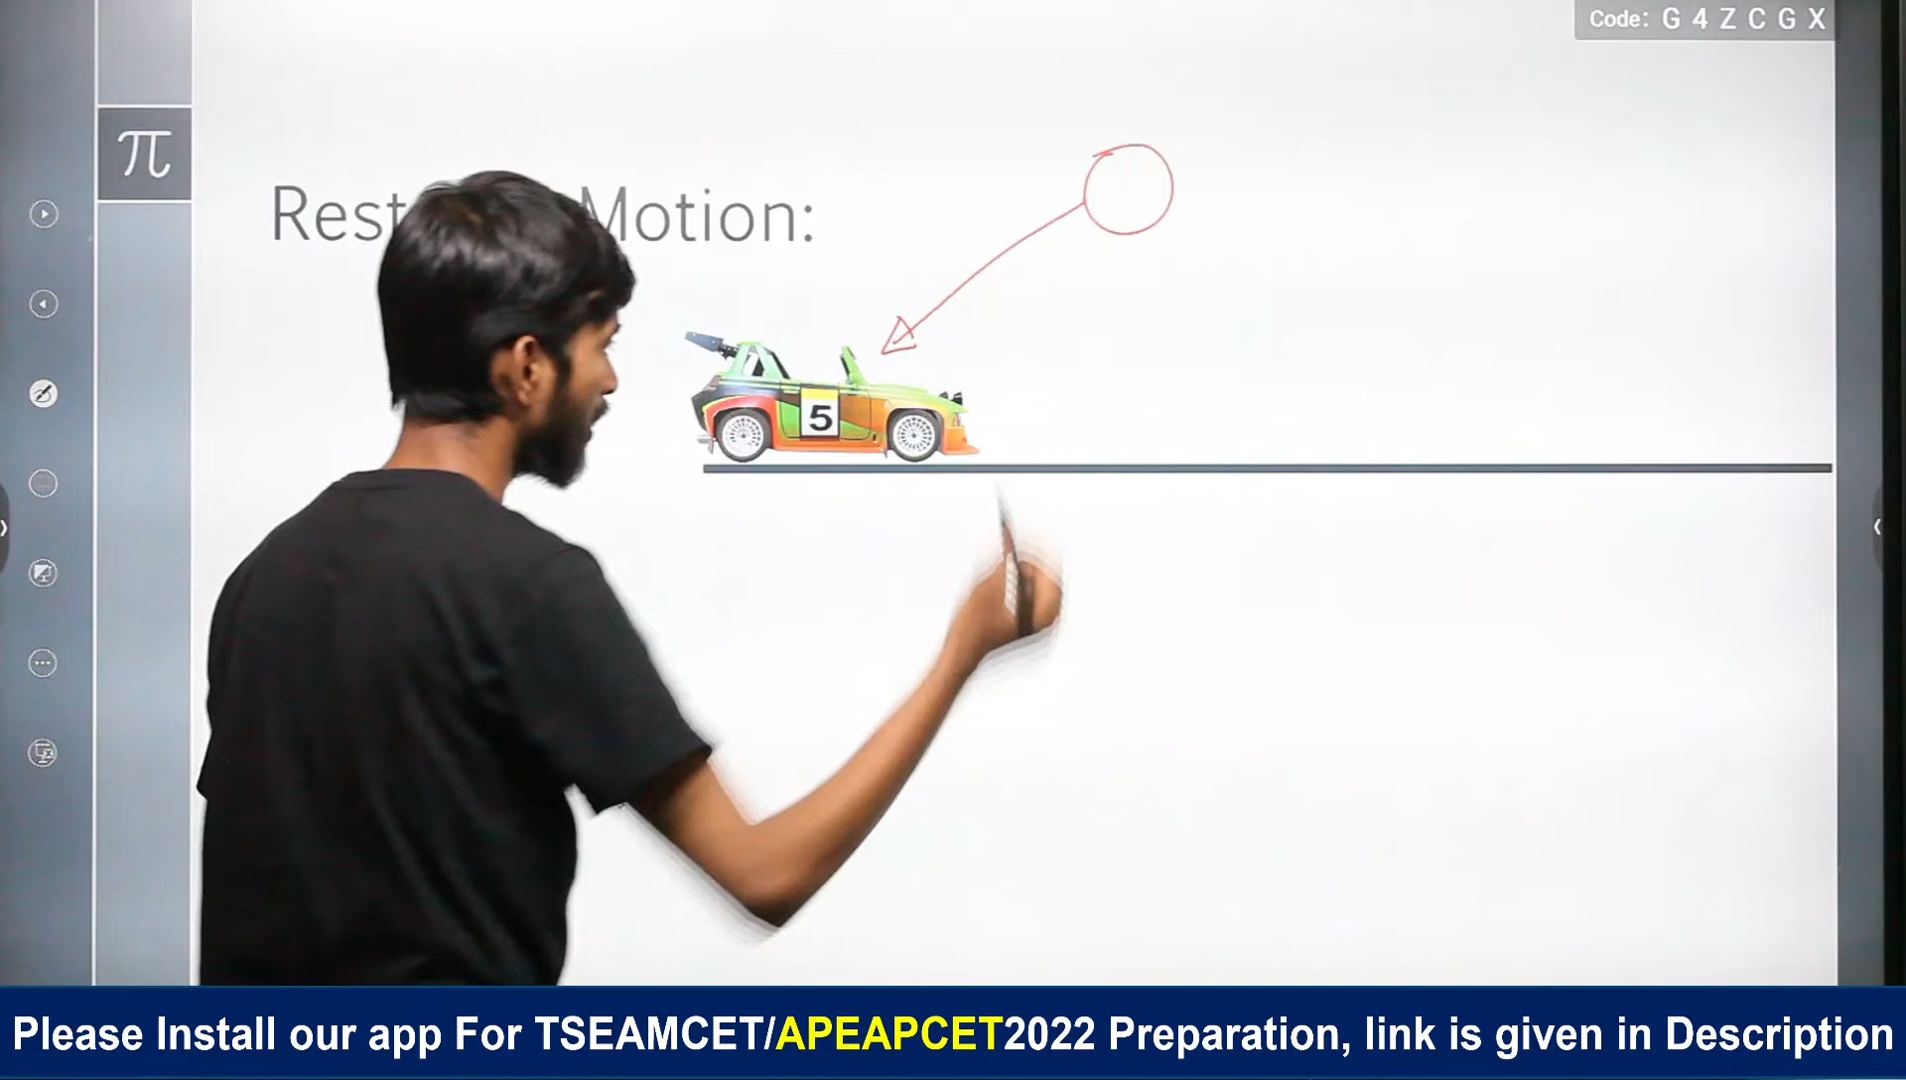 Code: G 4 Z C G X
π
Rest Motion:
5
Please Install our app For TSEAMCET/APEAPCET2022 Preparation, link is given in Description